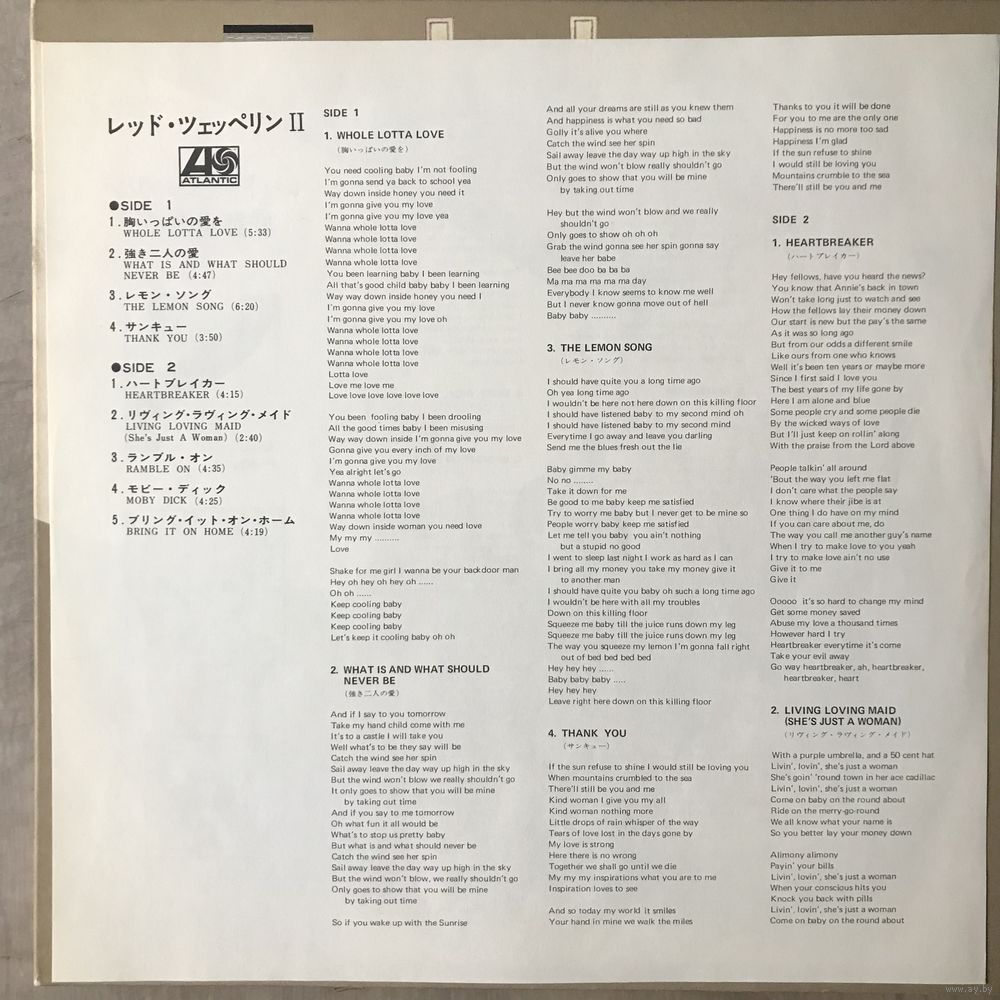 レッド・ツェッペリン II
ATLANTIC
●SIDE 1
1. 胸いっぱいの愛を
WHOLE LOTTA LOVE (5:33)
2. 強き二人の愛
WHAT IS AND WHAT SHOULD
NEVER BE (4:47)
3. レモン・ソング
THE LEMON SONG (6:20)
4. サンキュー
THANK YOU (3:50)
●SIDE 2
1. ハートブレイカー
HEARTBREAKER (4:15)
2. リヴィング・ラヴィング・メイド
LIVING LOVING MAID
(She's Just A Woman) (2:40)
3. ランブル・オン
RAMBLE ON (4:35)
4. モビー・ディック
MOBY DICK (4:25)
5. ブリング・イット・オン・ホーム
BRING IT ON HOME (4:19)
SIDE 1
1. WHOLE LOTTA LOVE
(胸いっぱいの愛を)
You need cooling baby I'm not fooling
I'm gonna send ya back to school yea
Way down inside honey you need it
I'm gonna give you my love
I'm gonna give you my love yea
Wanna whole lotta love
Wanna whole lotta love
Wanna whole lotta love
Wanna whole lotta love
You been learning baby I been learning
All that's good child baby baby I been learning
Way way down inside honey you need I
I'm gonna give you my love
I'm gonna give you my love oh
Wanna whole lotta love
Wanna whole lotta love
Wanna whole lotta love
Wanna whole lotta love
Lotta love
Love me love me
Love love love love love love
You been fooling baby I been drooling
All the good times baby I been misusing
Way way down inside I'm gonna give you my love
Gonna give you every inch of my love
I'm gonna give you my love
Yea alright let's go
Wanna whole lotta love
Wanna whole lotta love
Wanna whole lotta love
Wanna whole lotta love
Way down inside woman you need love
My my my ..........
Love
Shake for me girl I wanna be your backdoor man
Hey oh hey oh hey oh ......
Oh oh ......
Keep cooling baby
Keep cooling baby
Keep cooling baby
Let's keep it cooling baby oh oh
2. WHAT IS AND WHAT SHOULD
NEVER BE
(強き二人の愛)
And if I say to you tomorrow
Take my hand child come with me
It's to a castle I will take you
Well what's to be they say will be
Catch the wind see her spin
Sail away leave the day way up high in the sky
But the wind won't blow we really shouldn't go
It only goes to show that you will be mine
by taking out time
And if you say to me tomorrow
Oh what fun it all would be
What's to stop us pretty baby
But what is and what should never be
Catch the wind see her spin
Sail away leave the day way up high in the sky
But the wind won't blow, we really shouldn't go
Only goes to show that you will be mine
by taking out time
So if you wake up with the Sunrise
And all your dreams are still as you knew them
And happiness is what you need so bad
Golly it's alive you where
Catch the wind see her spin
Sail away leave the day way up high in the sky
But the wind won't blow really shouldn't go
Only goes to show that you will be mine
by taking out time
Hey but the wind won't blow and we really
shouldn't go
Only goes to show oh oh oh
Grab the wind gonna see her spin gonna say
leave her babe
Bee bee doo ba ba ba
Ma ma ma ma ma ma day
Everybody I know seems to know me well
But I never know gonna move out of hell
Baby baby ..........
3. THE LEMON SONG
(レモン・ソング)
I should have quite you a long time ago
Oh yea long time ago
I wouldn't be here not here down on this killing floor
I should have listened baby to my second mind oh
I should have listened baby to my second mind
Everytime I go away and leave you darling
Send me the blues fresh out the lie
Baby gimme my baby
No no ........
Take it down for me
Be good to me baby keep me satisfied
Try to worry me baby but I never get to be mine so
People worry baby keep me satisfied
Let me tell you baby you ain't nothing
but a stupid no good
I went to sleep last night I work as hard as I can
I bring all my money you take my money give it
to another man
I should have quite you baby oh such a long time ago
I wouldn't be here with all my troubles
Down on this killing floor
Squeeze me baby till the juice runs down my leg
Squeeze me baby till the juice runs down my leg
The way you squeeze my lemon I'm gonna fall right
out of bed bed bed bed
Hey hey hey ......
Baby baby baby .....
Hey hey hey
Leave right here down on this killing floor
4. THANK YOU
(サンキュー)
If the sun refuse to shine I would still be loving you
When mountains crumbled to the sea
There'll still be you and me
Kind woman I give you my all
Kind woman nothing more
Little drops of rain whisper of the way
Tears of love lost in the days gone by
My love is strong
Here there is no wrong
Together we shall go until we die
My my my inspirations what you are to me
Inspiration loves to see
And so today my world it smiles
Your hand in mine we walk the miles
Thanks to you it will be done
For you to me are the only one
Happiness is no more too sad
Happiness I'm glad
If the sun refuse to shine
I would still be loving you
Mountains crumble to the sea
There'll still be you and me
SIDE 2
1. HEARTBREAKER
(ハートブレイカー)
Hey fellows, have you heard the news?
You know that Annie's back in town
Won't take long just to watch and see
How the fellows lay their money down
Our start is new but the pay's the same
As it was so long ago
But from our odds a different smile
Like ours from one who knows
Well it's been ten years or maybe more
Since I first said I love you
The best years of my life gone by
Here I am alone and blue
Some people cry and some people die
By the wicked ways of love
But I'll just keep on rollin' along
With the praise from the Lord above
People talkin' all around
'Bout the way you left me flat
I don't care what the people say
I know where their jibe is at
One thing I do have on my mind
If you can care about me, do
The way you call me another guy's name
When I try to make love to you yeah
I try to make love ain't no use
Give it to me
Give it
Ooooo it's so hard to change my mind
Get some money saved
Abuse my love a thousand times
However hard I try
Heartbreaker everytime it's come
Take your evil away
Go way heartbreaker, ah, heartbreaker,
heartbreaker, heart
2. LIVING LOVING MAID
(SHE'S JUST A WOMAN)
(リヴィング・ラヴィング・メイド)
With a purple umbrella, and a 50 cent hat
Livin', lovin', she's just a woman
She's goin' 'round town in her ace cadillac
Livin', lovin', she's just a woman
Come on baby on the round about
Ride on the merry-go-round
We all know what your name is
So you better lay your money down
Alimony alimony
Payin' your bills
Livin', lovin', she's just a woman
When your conscious hits you
Knock you back with pills
Livin', lovin', she's just a woman
Come on baby on the round about
www.ay.by